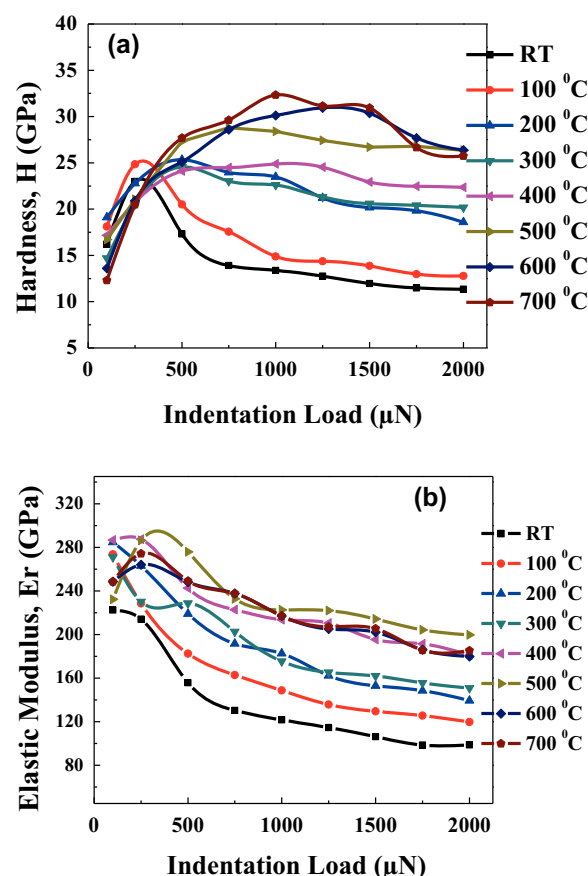 (a)
40
35
30
25
20
15
10
5
0
500
1000
1500
2000
Hardness, H (GPa)
Indentation Load (µN)
RT
100 ⁰C
200 ⁰C
300 ⁰C
400 ⁰C
500 ⁰C
600 ⁰C
700 ⁰C
(b)
320
280
240
200
160
120
80
0
500
1000
1500
2000
Elastic Modulus, Er (GPa)
Indentation Load (µN)
RT
100 ⁰C
200 ⁰C
300 ⁰C
400 ⁰C
500 ⁰C
600 ⁰C
700 ⁰C